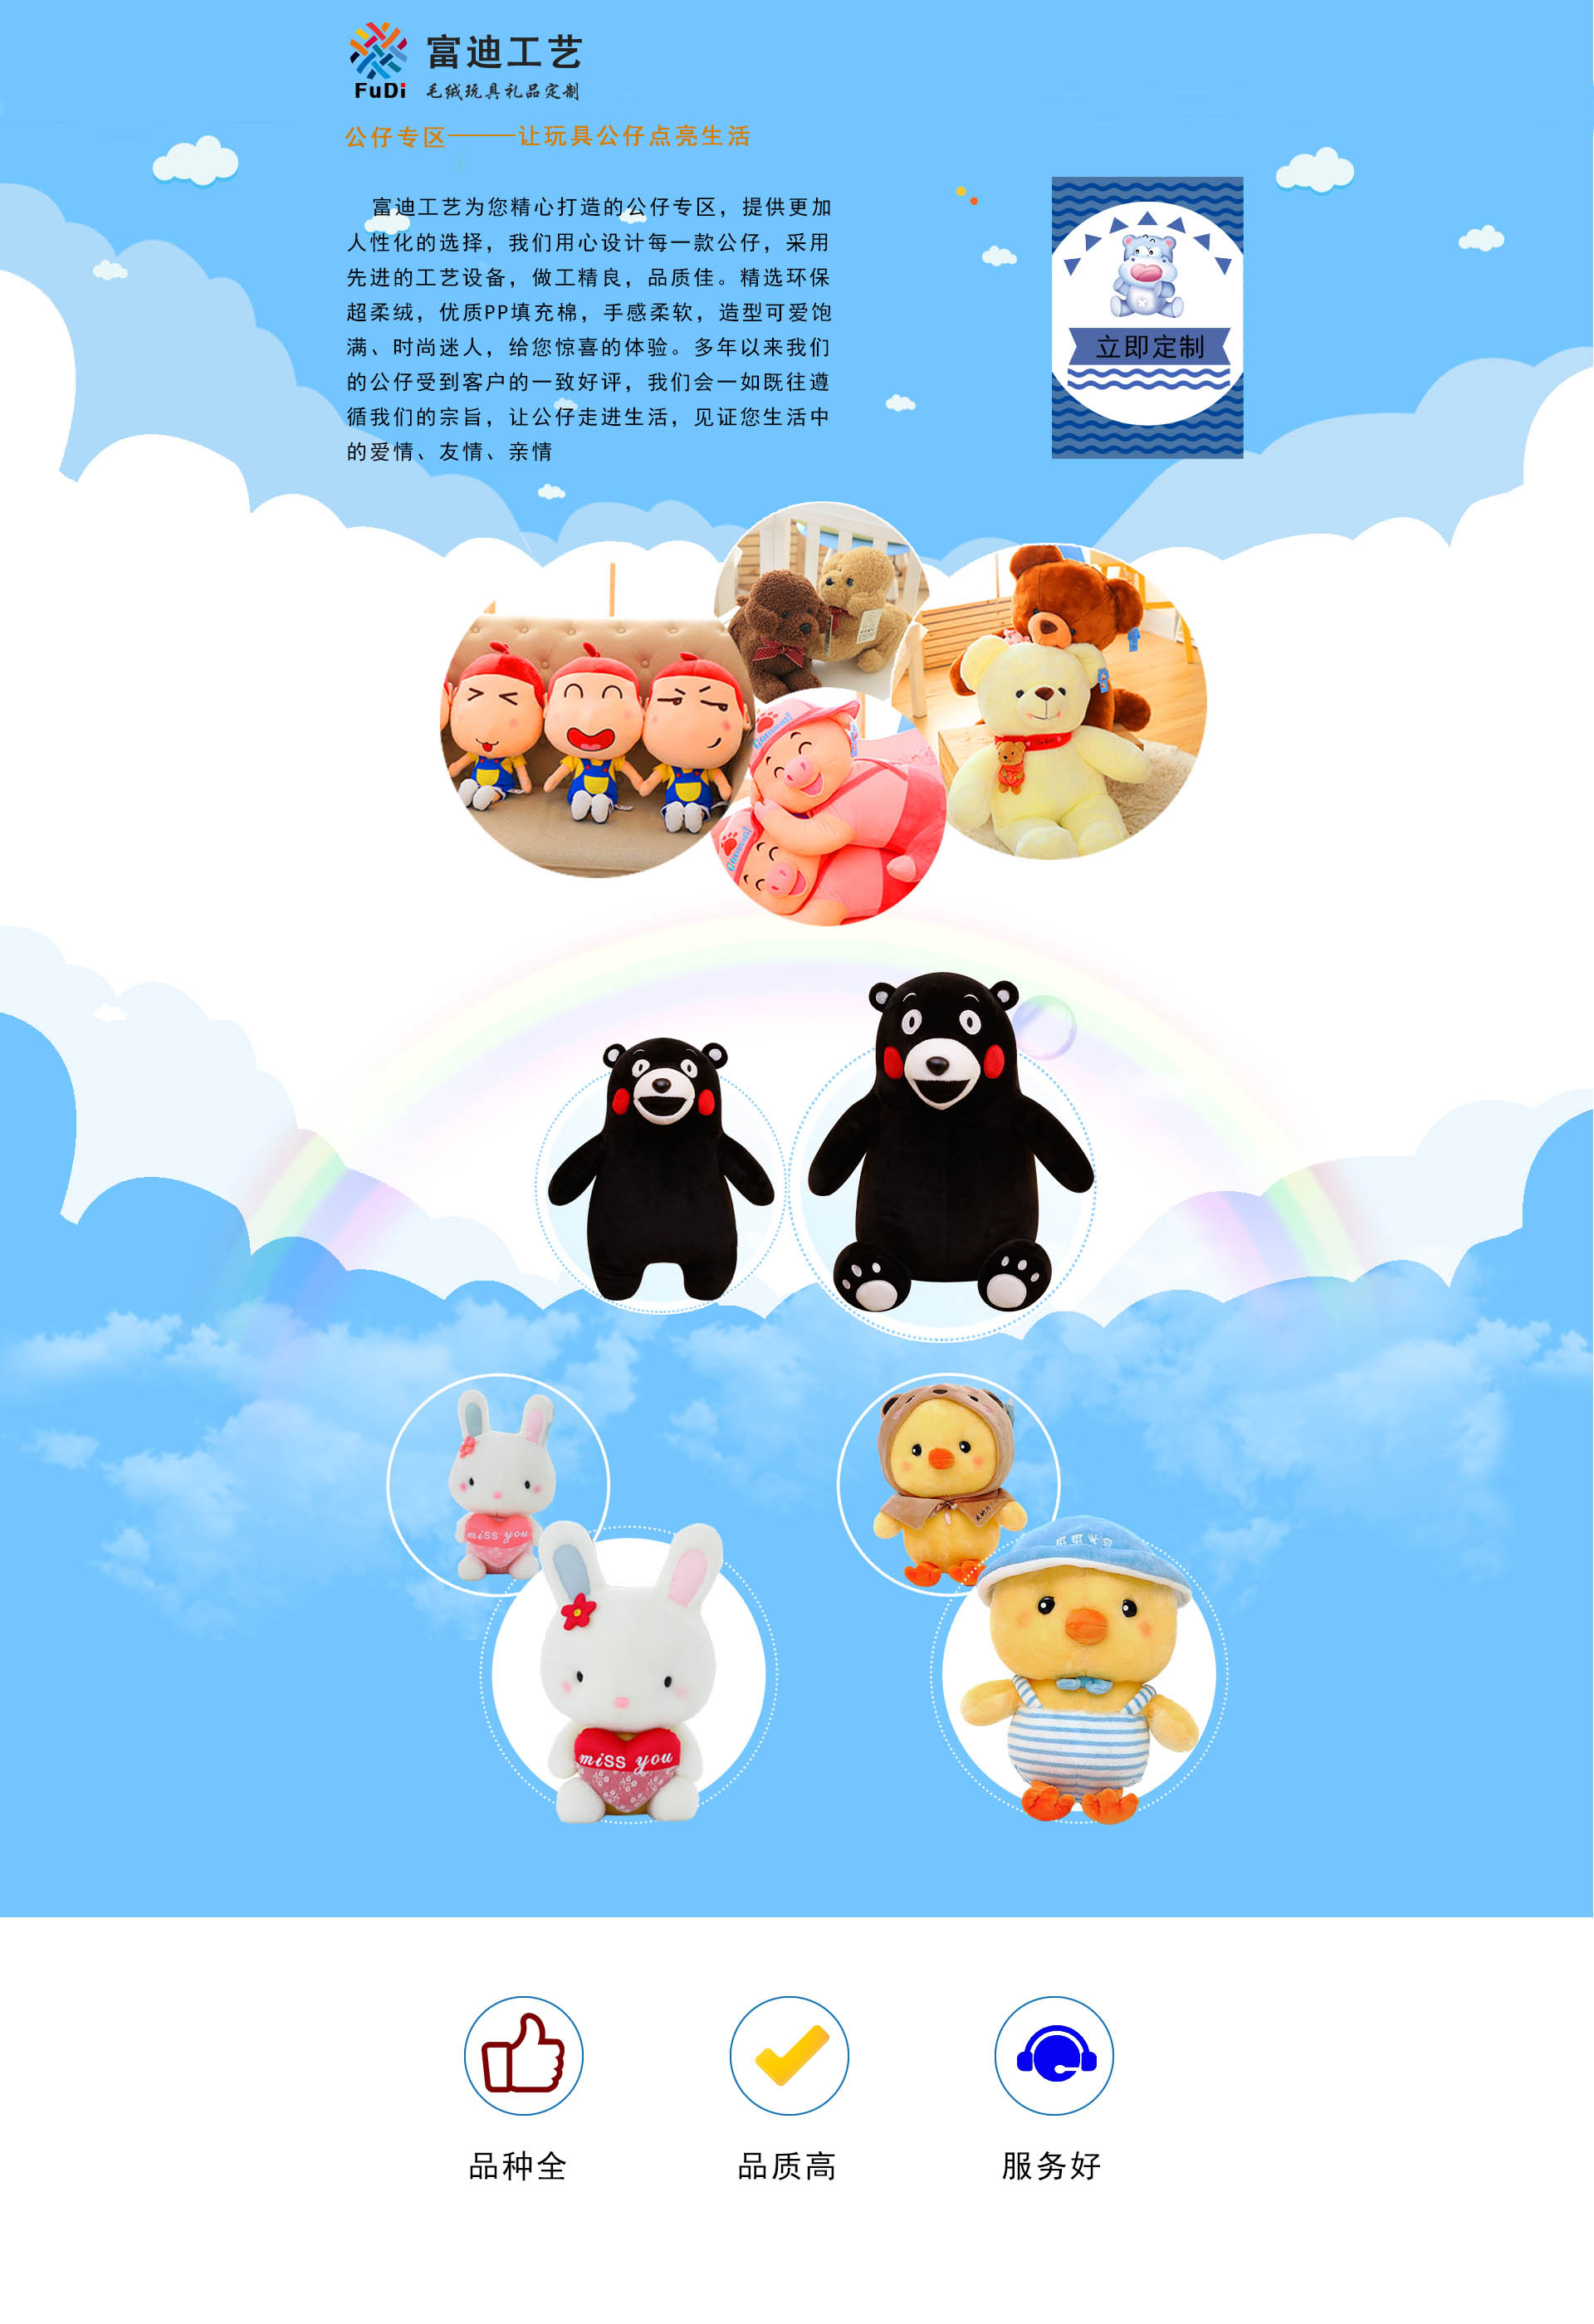 富迪工艺
FuDi
毛绒玩具礼品定制
公仔专区———让玩具公仔点亮生活
富迪工艺为您精心打造的公仔专区，提供更加
人性化的选择，我们用心设计每一款公仔，采用
先进的工艺设备，做工精良，品质佳。精选环保
超柔绒，优质PP填充棉，手感柔软，造型可爱饱
满、时尚迷人，给您惊喜的体验。多年以来我们
的公仔受到客户的一致好评，我们会一如既往遵
循我们的宗旨，让公仔走进生活，见证您生活中
的爱情、友情、亲情
立即定制
miss you
miss you
品种全
品质高
服务好